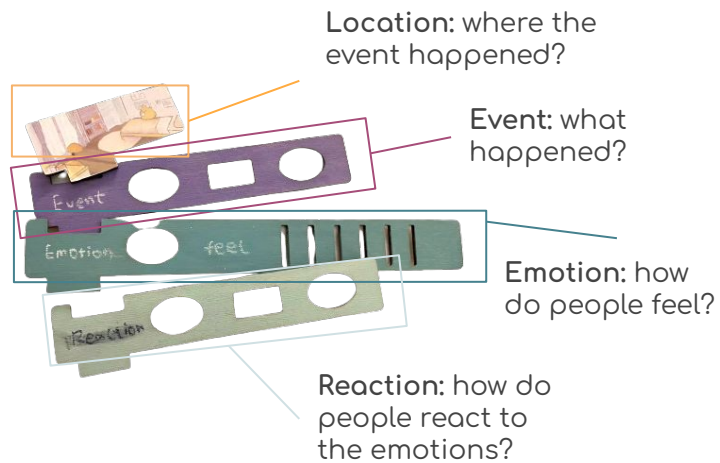 Location: where the
event happened?
Event: what
happened?
Event
Emotion feel
Emotion: how
do people feel?
Reaction
Reaction: how do
people react to
the emotions?